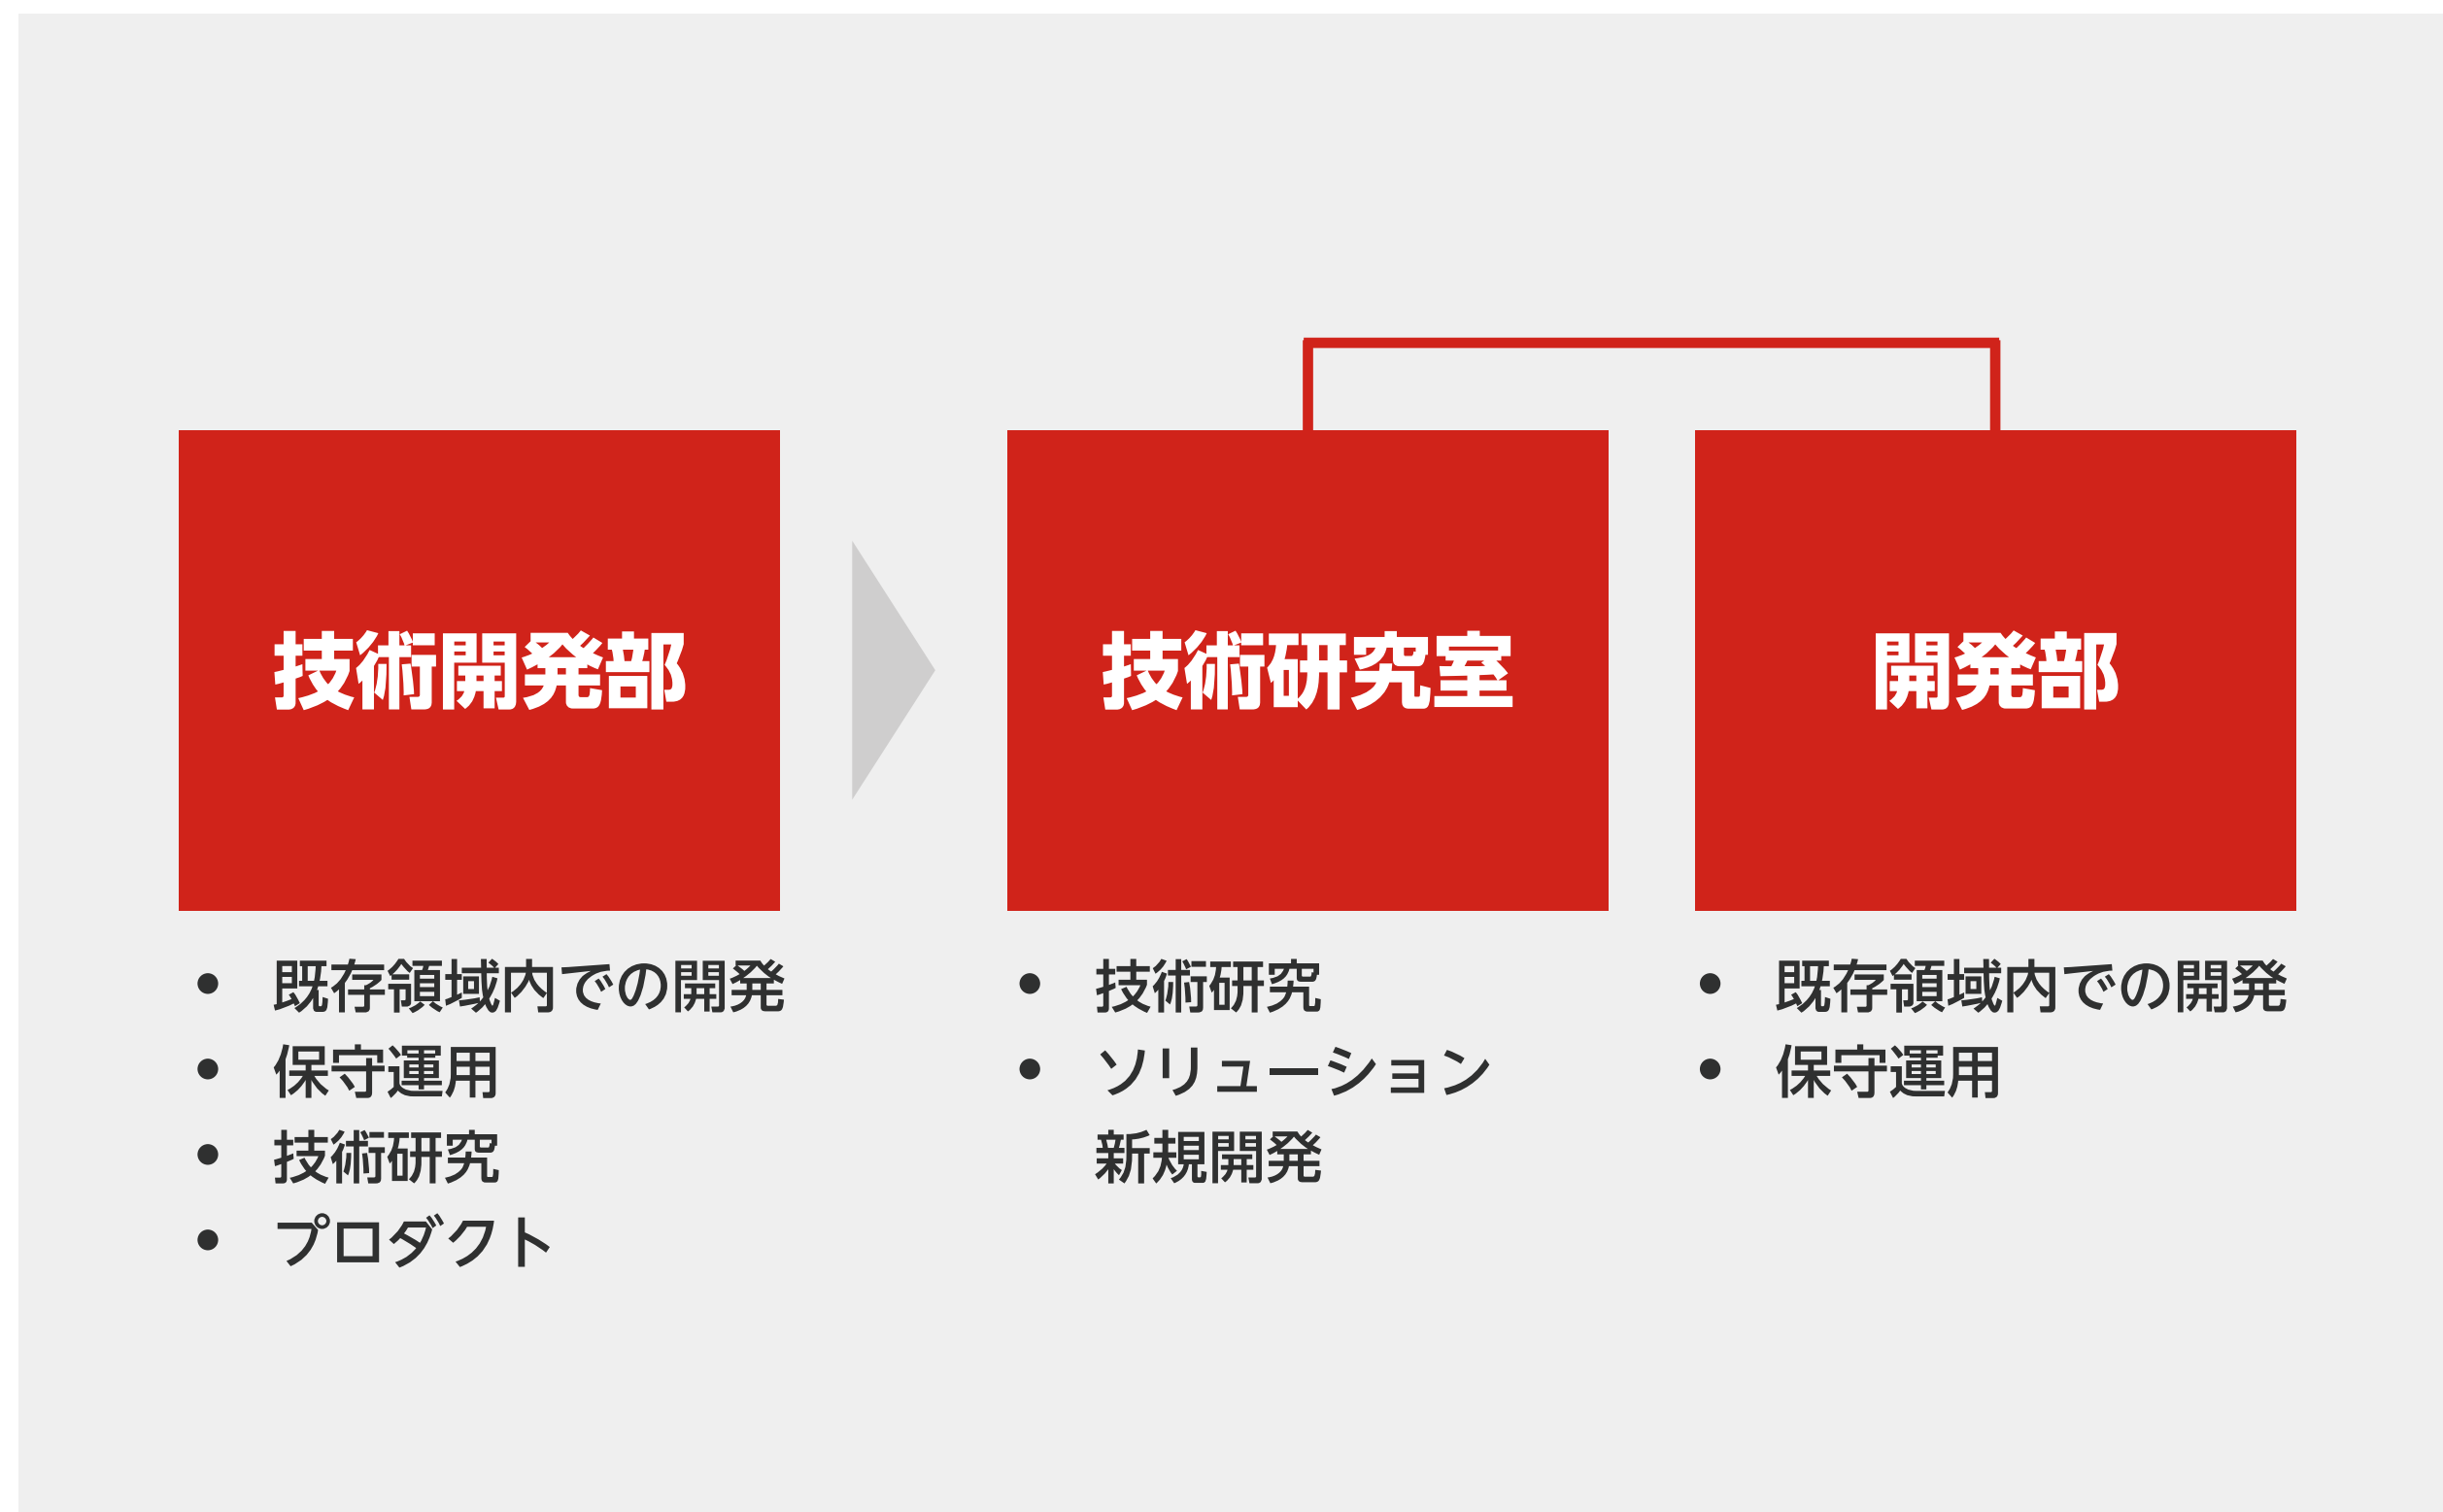 技術開発部
● 既存領域内の開発
● 保守運用
● 技術研究
● プロダクト
技術研究室
● 技術研究
● ソリューション
新規開発
開発部
● 既存領域内の開発
● 保守運用